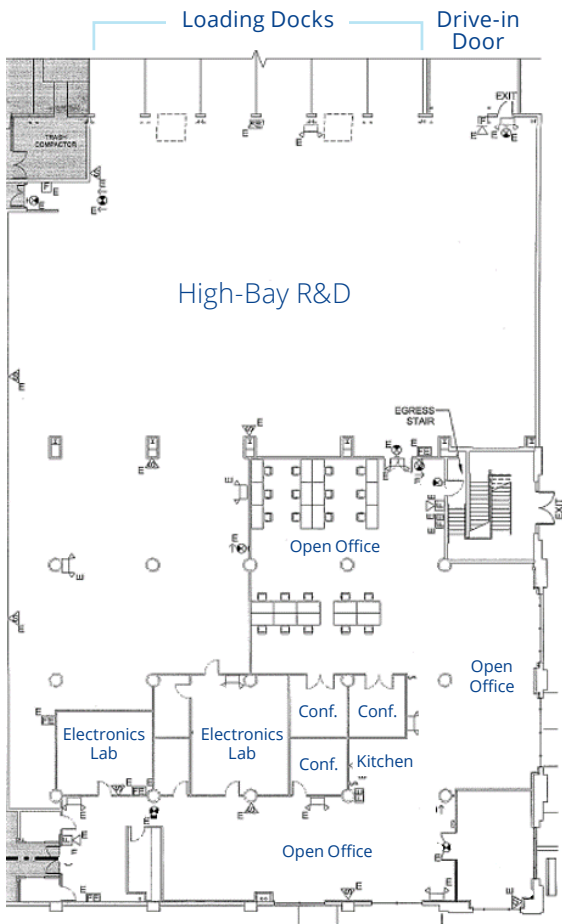 Loading Docks
Drive-in
Door
EXIT
TRASH
COMPACTOR
High-Bay R&D
EGRESS
STAIR
EXIT
Open Office
Open
Office
Electronics
Lab
Electronics
Lab
Conf.
Conf.
Conf.
Kitchen
Open Office